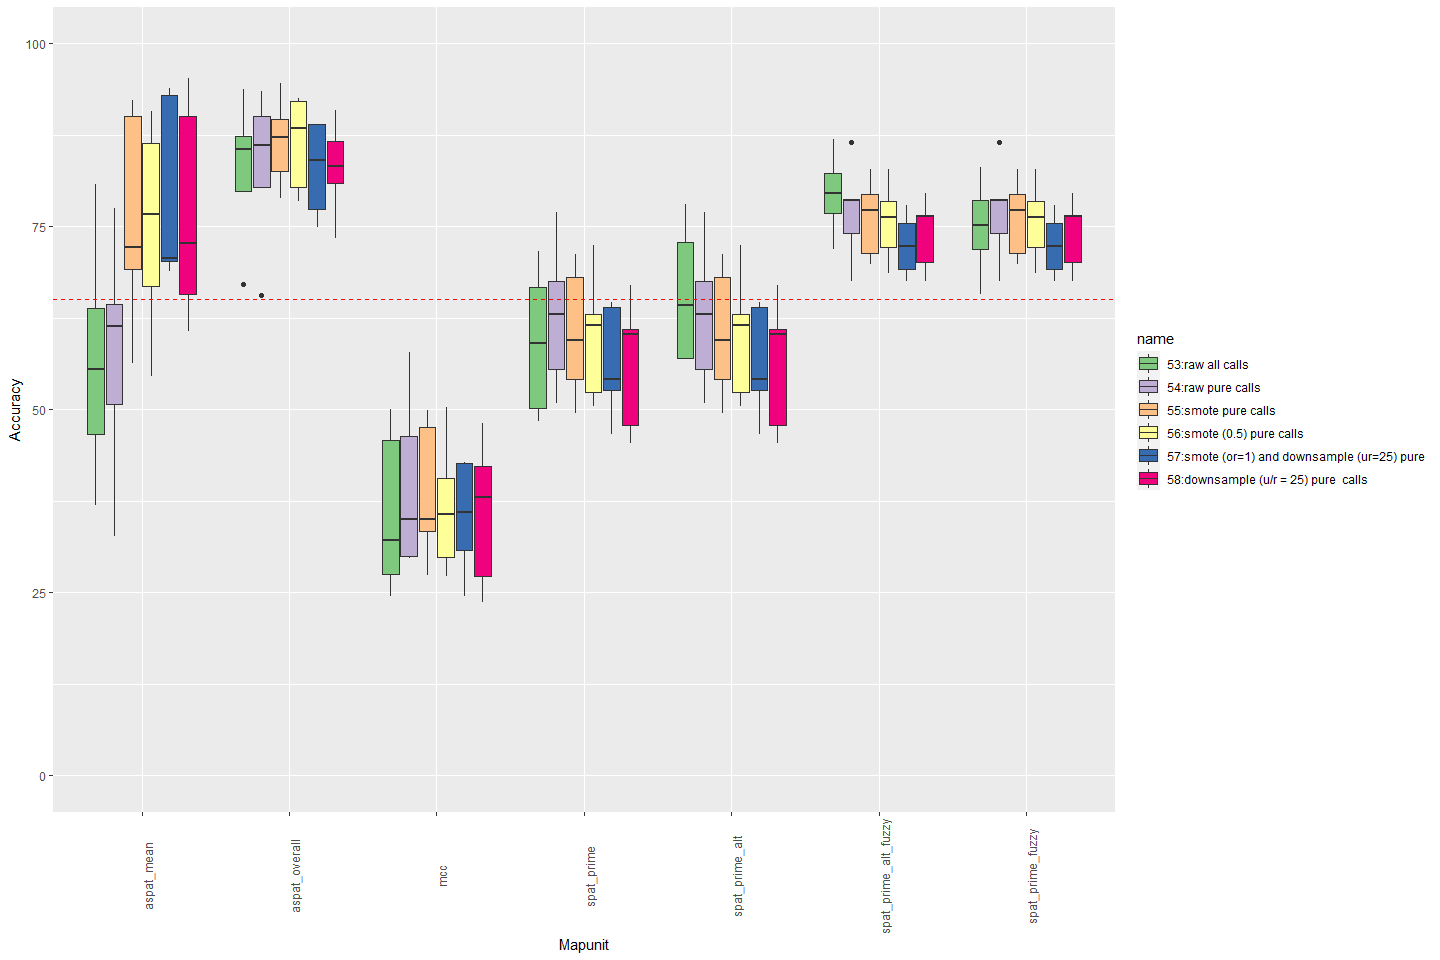 100
75
50
25
0
Accuracy
aspat_mean
aspat_overall
mcc
spat_prime
spat_prime_alt
spat_prime_alt_fuzzy
spat_prime_fuzzy
Mapunit
name
53:raw all calls
54:raw pure calls
55:smote pure calls
56:smote (0.5) pure calls
57:smote (or=1) and downsample (ur=25) pure
58:downsample (u/r = 25) pure  calls